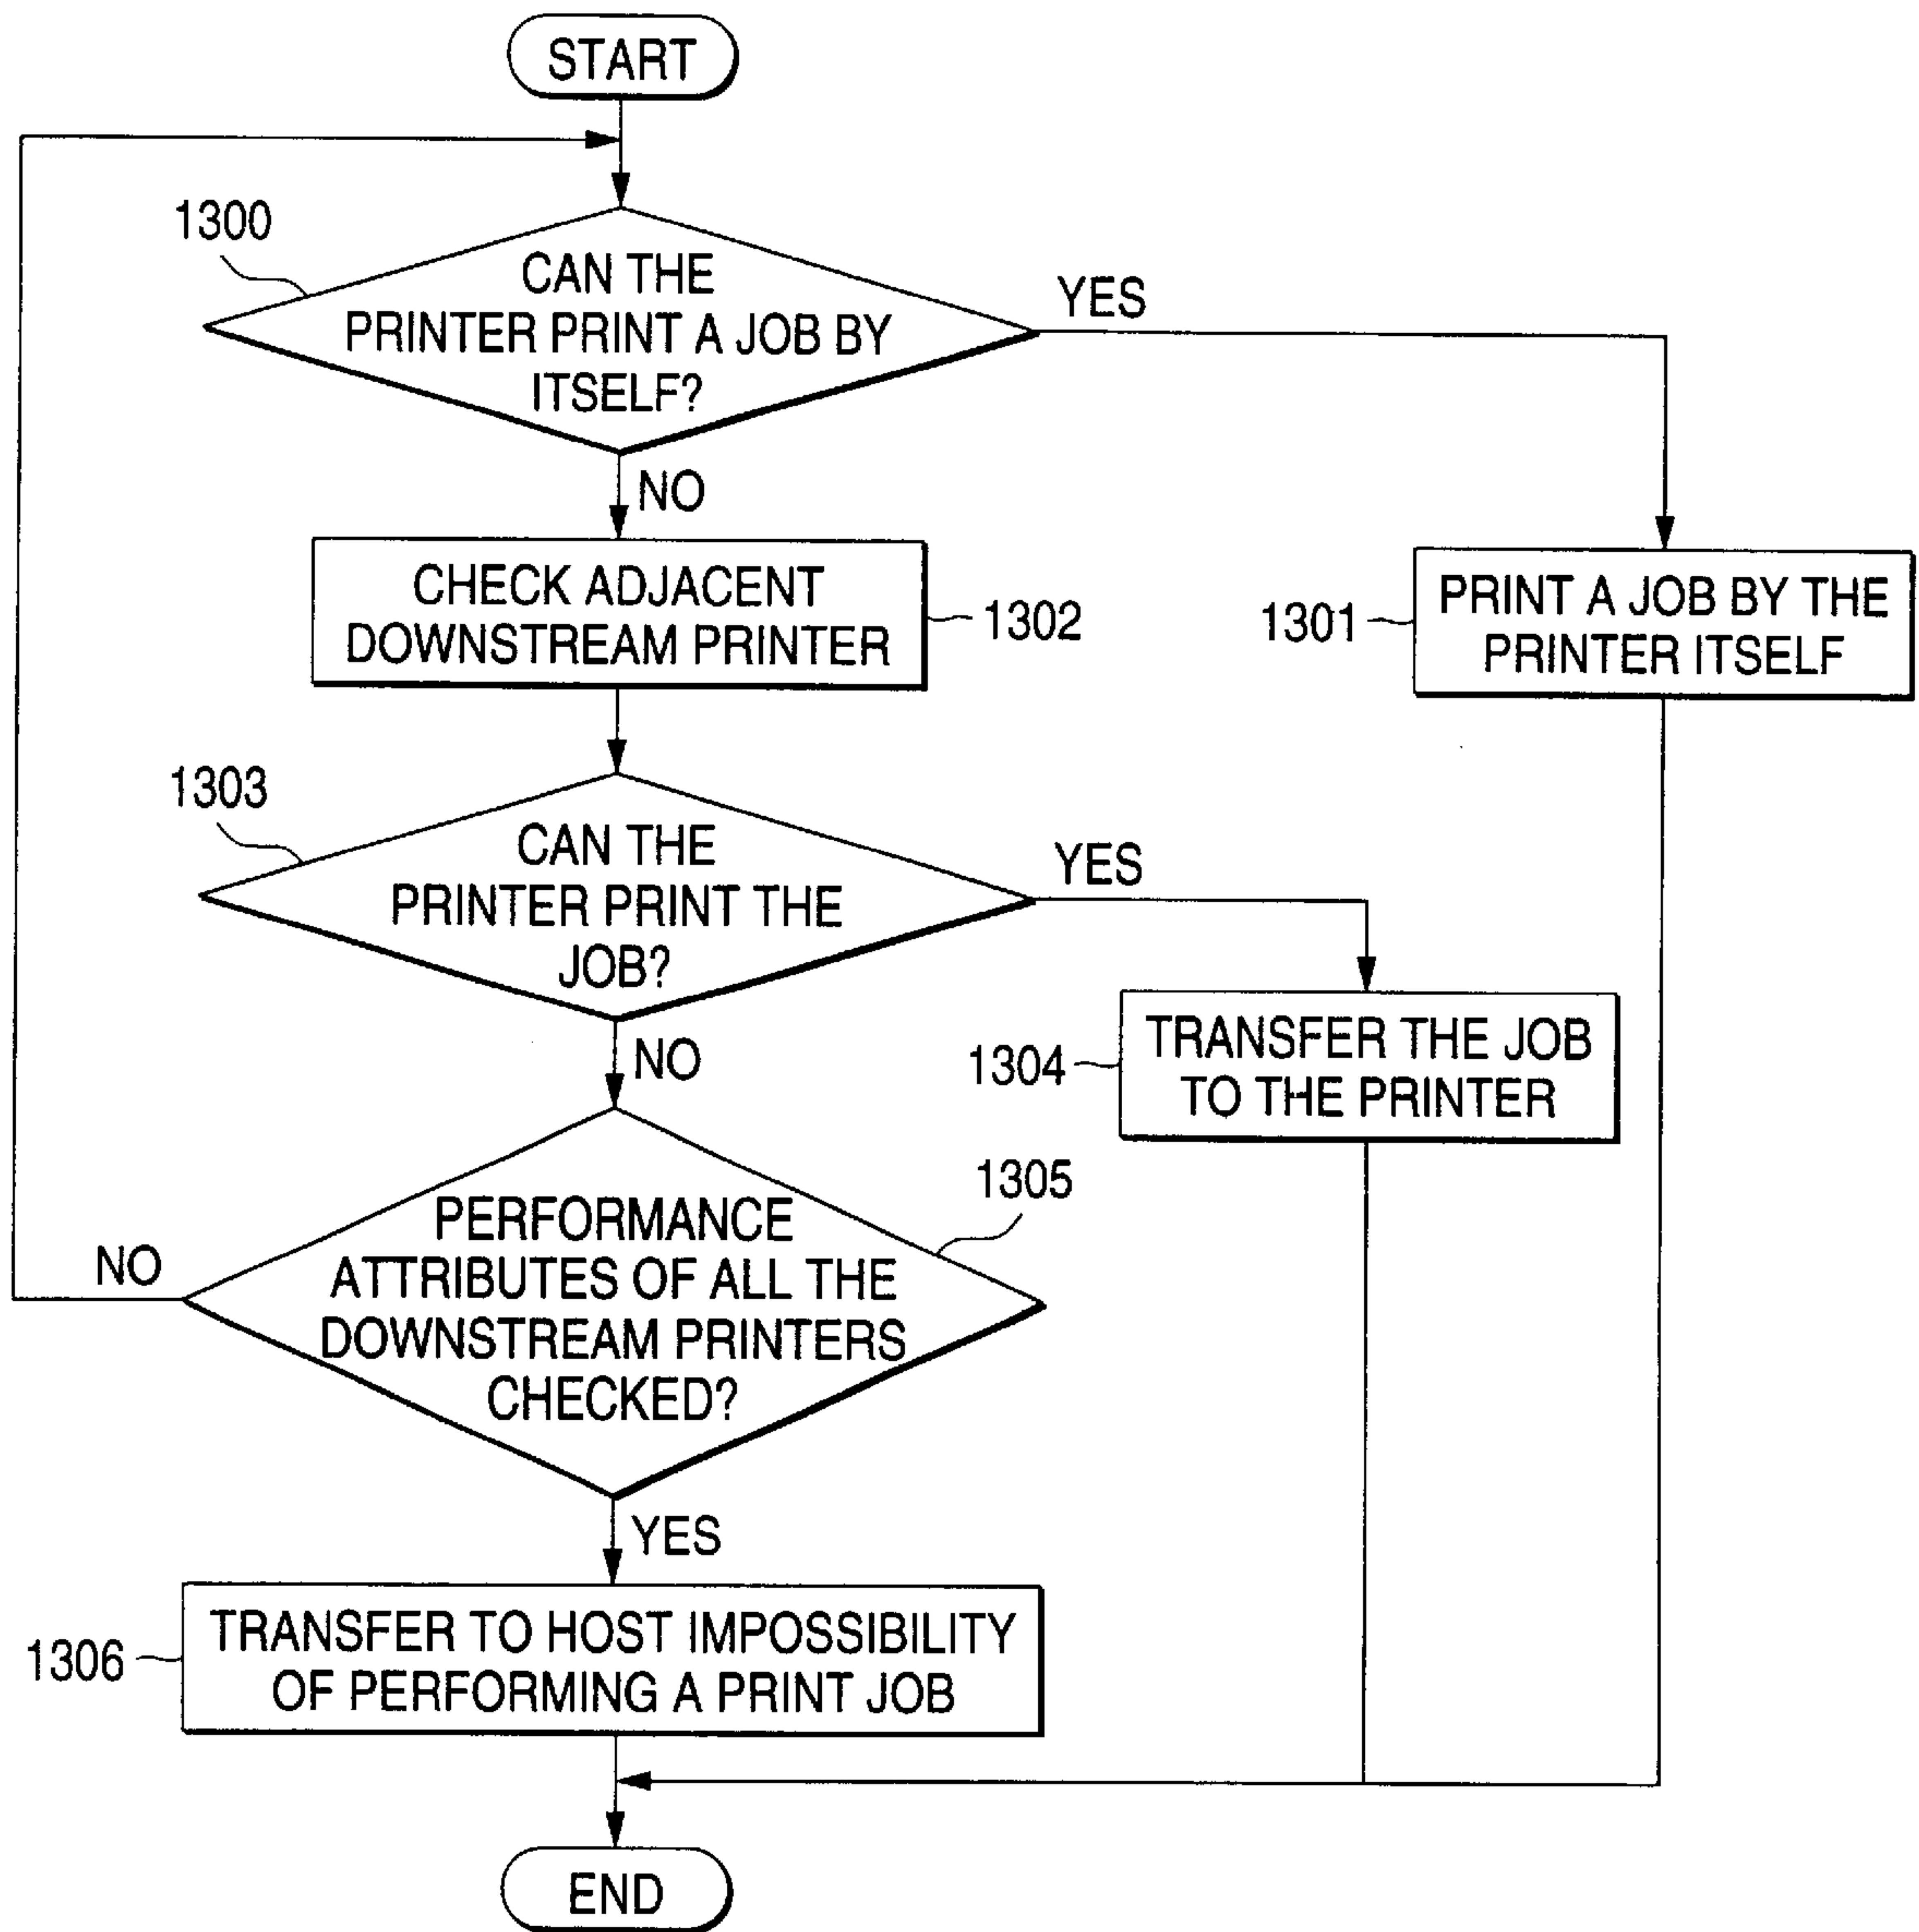 START
1300
CAN THE
PRINTER PRINT A JOB BY
ITSELF?
YES
NO
CHECK ADJACENT
DOWNSTREAM PRINTER
1302
1301
PRINT A JOB BY THE
PRINTER ITSELF
1303
CAN THE
PRINTER PRINT THE
JOB?
YES
NO
1304
TRANSFER THE JOB
TO THE PRINTER
1305
PERFORMANCE
ATTRIBUTES OF ALL THE
DOWNSTREAM PRINTERS
CHECKED?
NO
YES
1306
TRANSFER TO HOST IMPOSSIBILITY
OF PERFORMING A PRINT JOB
END